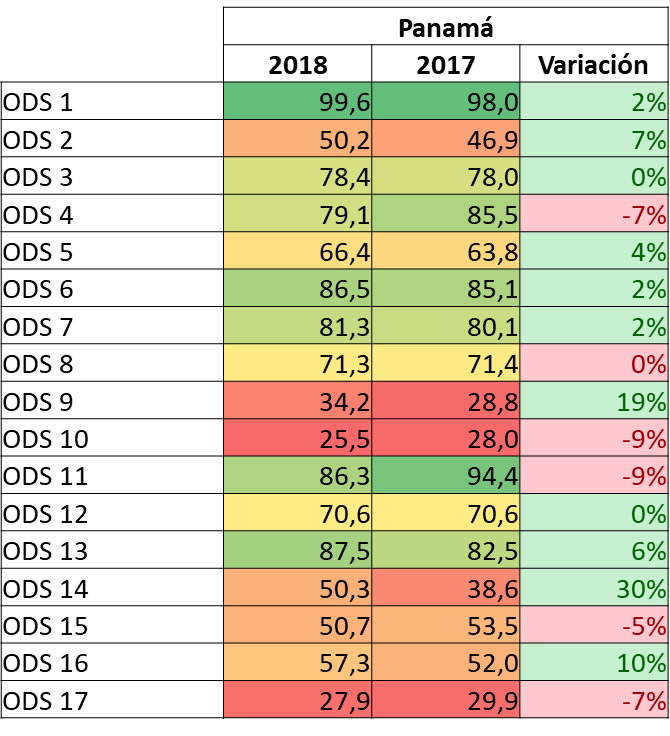 Panamá
2018 2017 Variación
ODS 1 99,6 98,0 2%
ODS 2 50,2 46,9 7%
ODS 3 78,4 78,0 0%
ODS 4 79,1 85,5 -7%
ODS 5 66,4 63,8 4%
ODS 6 86,5 85,1 2%
ODS 7 81,3 80,1 2%
ODS 8 71,3 71,4 0%
ODS 9 34,2 28,8 19%
ODS 10 25,5 28,0 -9%
ODS 11 86,3 94,4 -9%
ODS 12 70,6 70,6 0%
ODS 13 87,5 82,5 6%
ODS 14 50,3 38,6 30%
ODS 15 50,7 53,5 -5%
ODS 16 57,3 52,0 10%
ODS 17 27,9 29,9 -7%